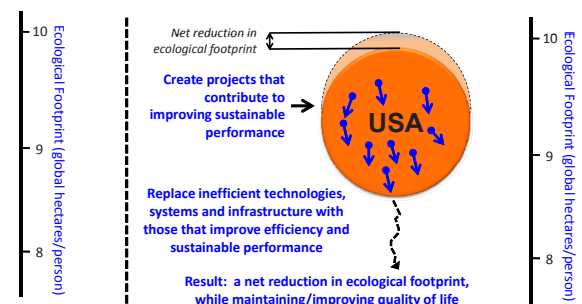 10
9
8
Ecological Footprint (global hectares/person)
Net reduction in
ecological footprint
Create projects that
contribute to
improving sustainable
performance
USA
Replace inefficient technologies,
systems and infrastructure with
those that improve efficiency and
sustainable performance
Result: a net reduction in ecological footprint,
while maintaining/improving quality of life
10
9
8
Ecological Footprint (global hectares/person)